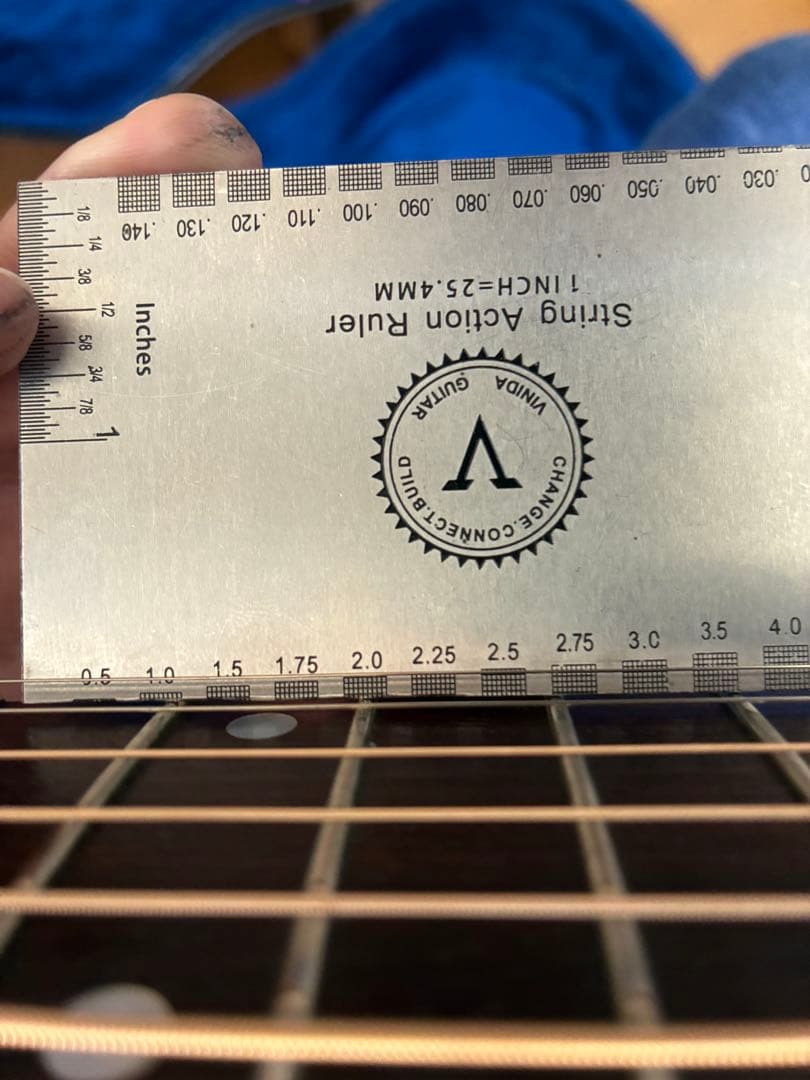 .140 .130 .120 .110 .100 .090 .080 .070 .060 .050 .040 .030
1/8
1/4
3/8
1/2
5/8
3/4
7/8
1
Inches
String Action Ruler
1 INCH=25.4MM
VINIDA GUITAR
V
CHANGE.CONNECT.BUILD
0.5 1.0 1.5 1.75 2.0 2.25 2.5 2.75 3.0 3.5 4.0